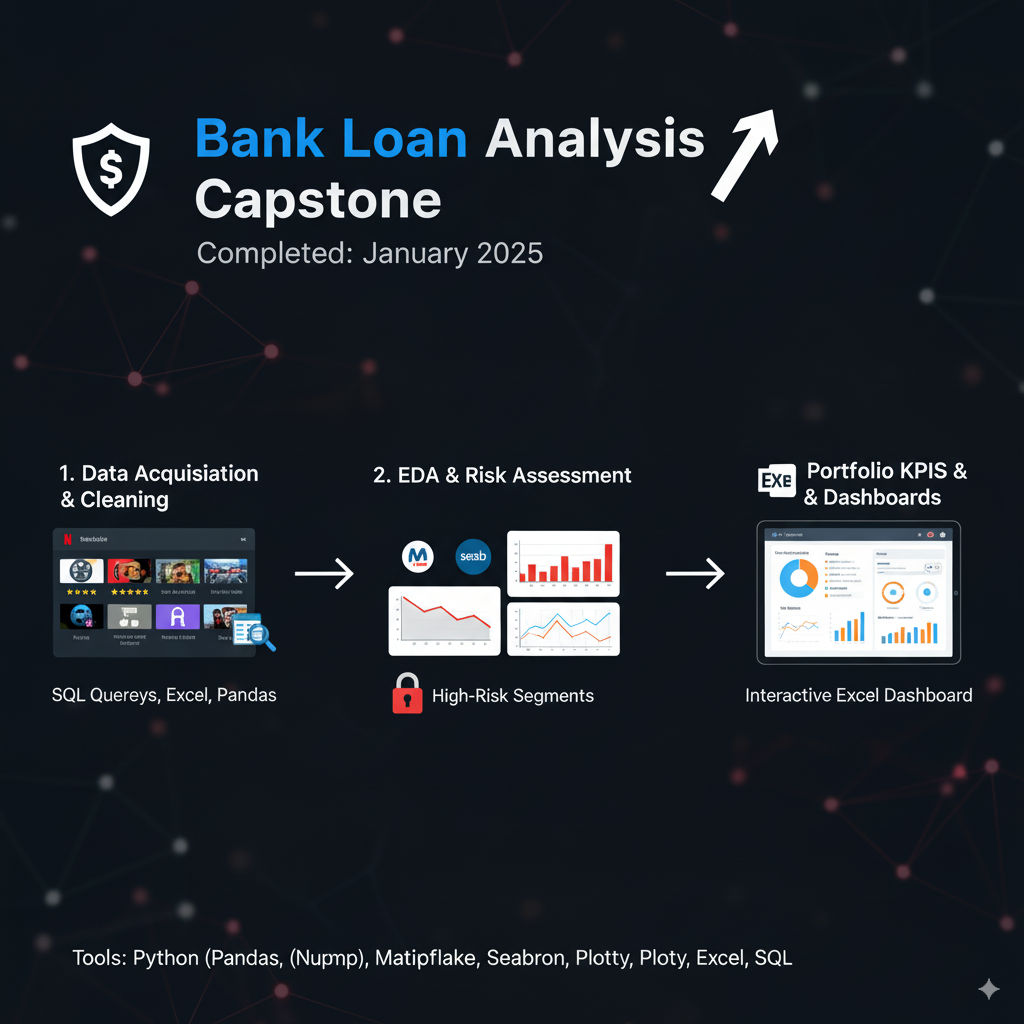 Bank Loan Analysis
Capstone
Completed: January 2025
1. Data Acquisiation
& Cleaning
2. EDA & Risk Assessment
EXe
Portfolio KPIS &
& Dashboards
SQL Quereys, Excel, Pandas
High-Risk Segments
Interactive Excel Dashboard
Tools: Python (Pandas, (Nupmp), Matipflake, Seabron, Plotty, Ploty, Excel, SQL